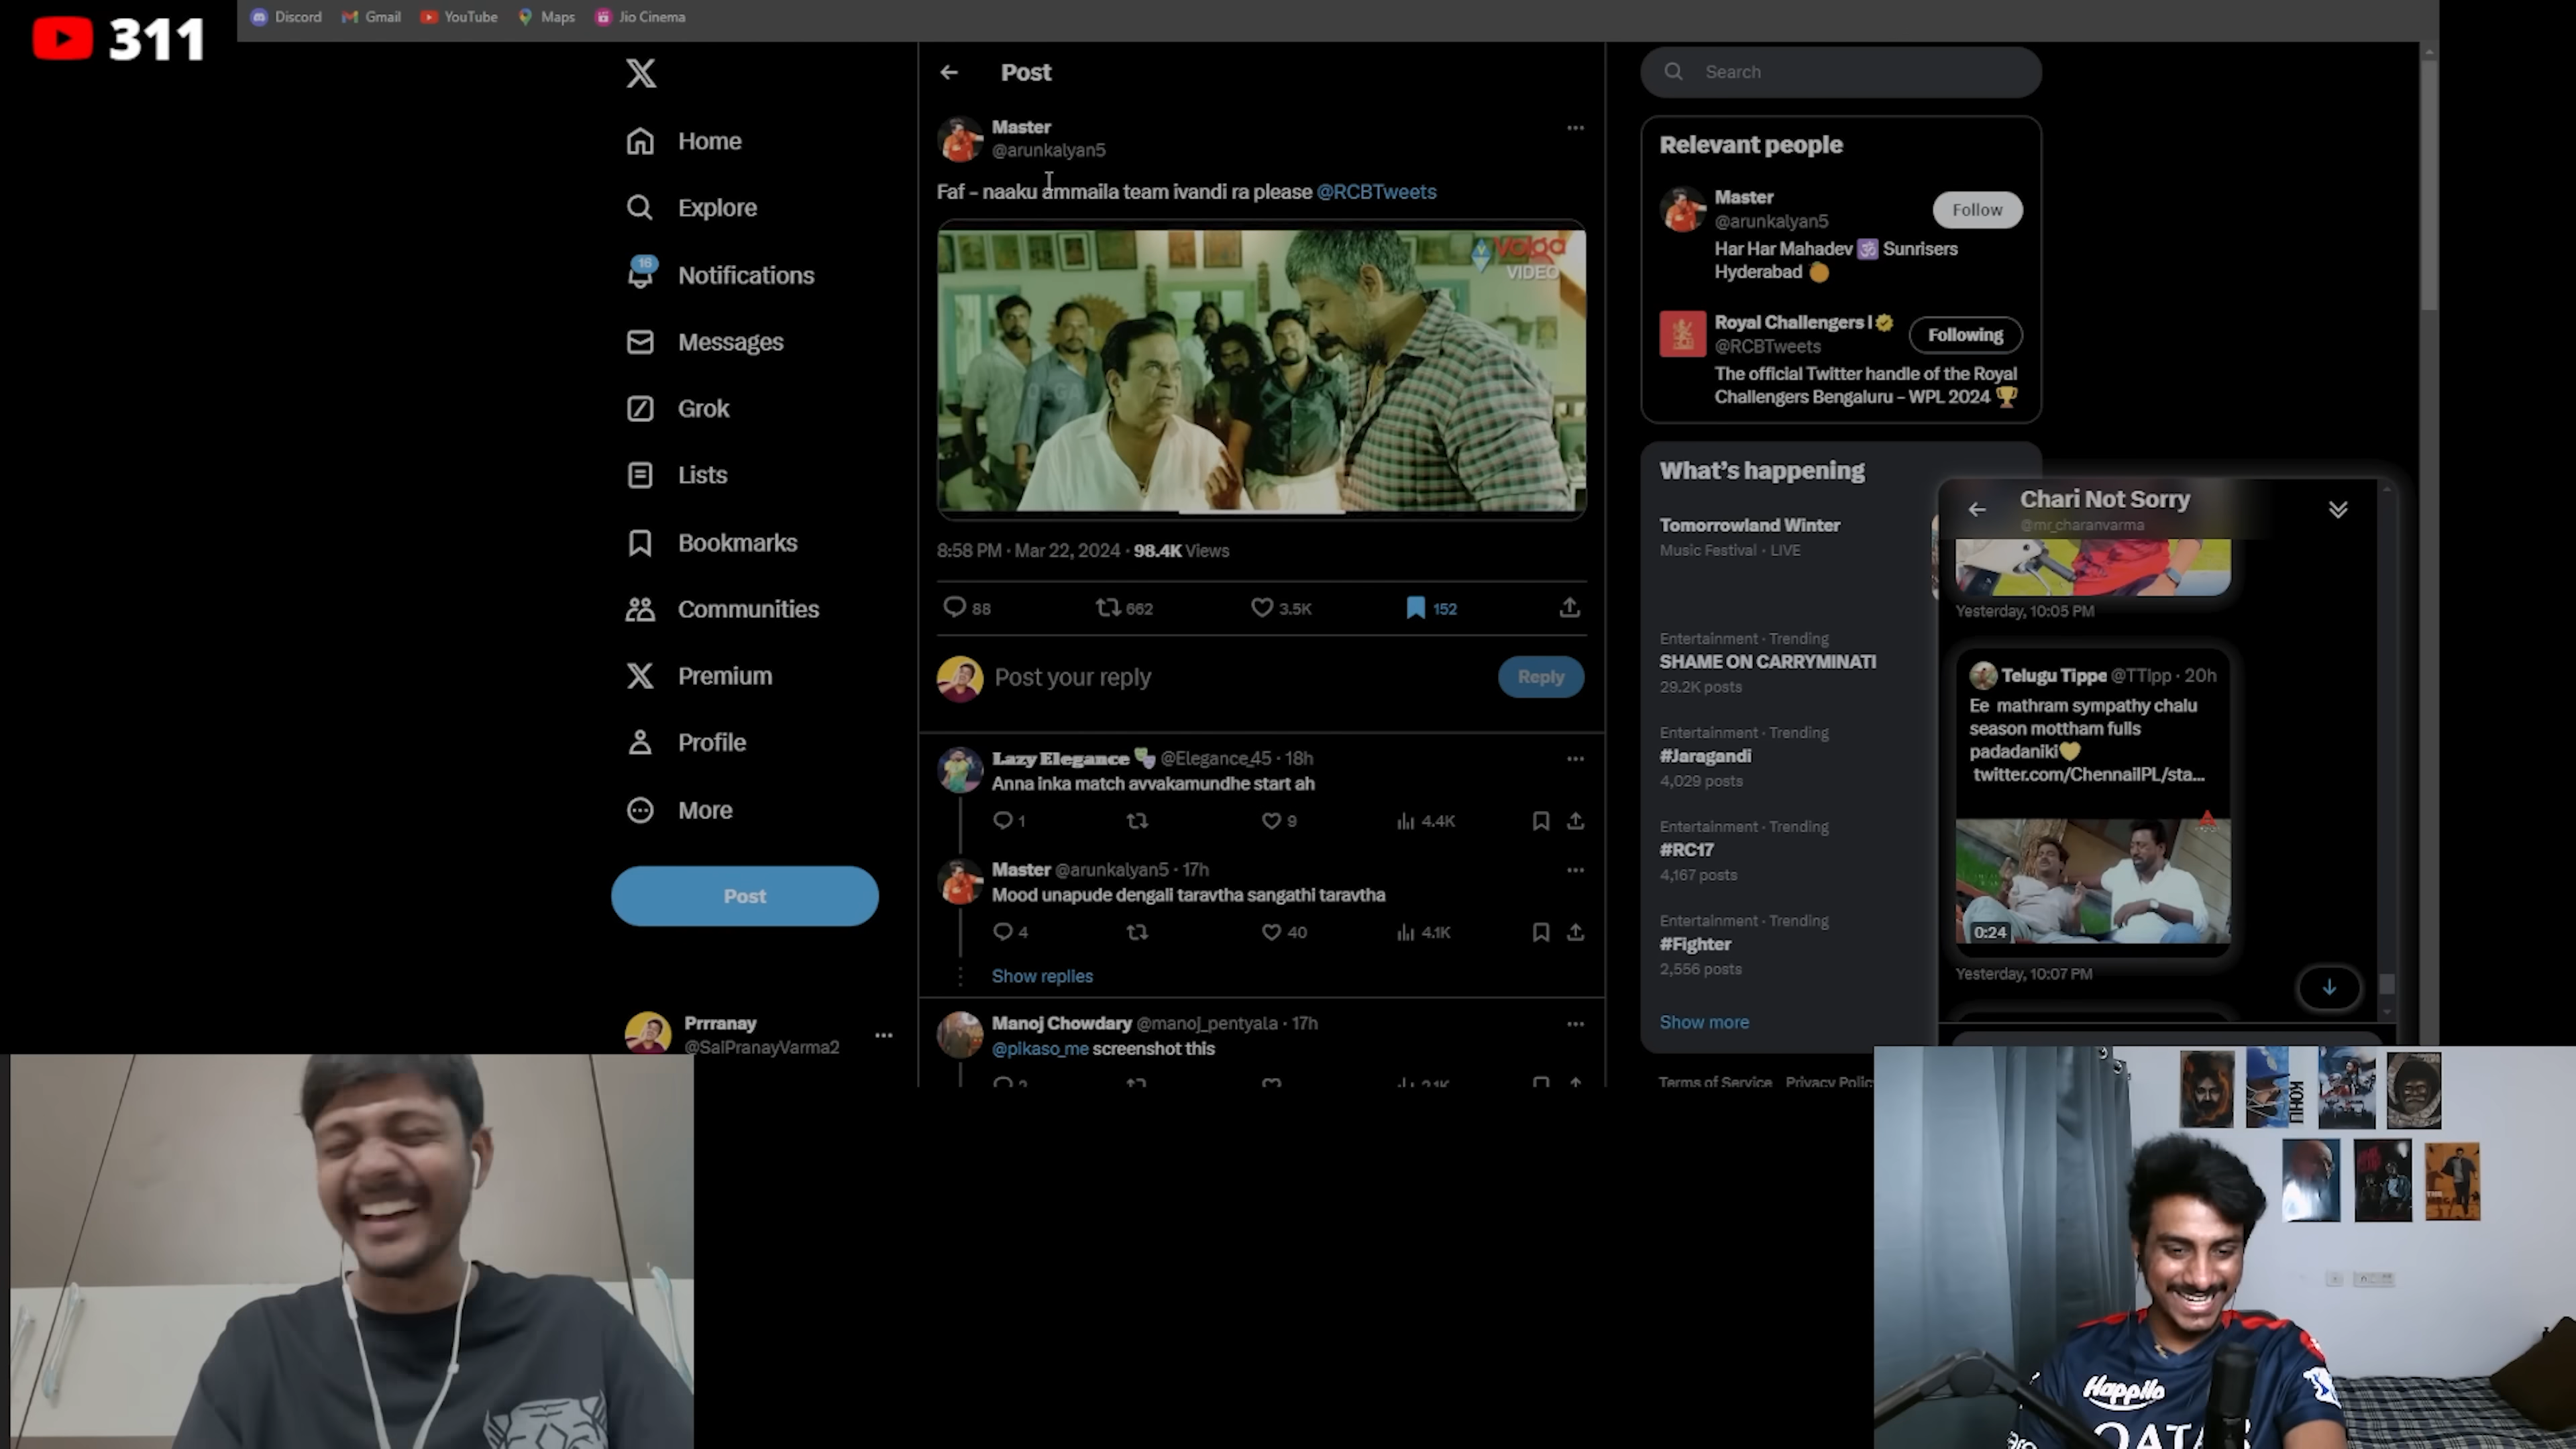 311
Discord
Gmail
YouTube
Maps
Jio Cinema
Home
Explore
16
Notifications
Messages
Grok
Lists
Bookmarks
Communities
Premium
Profile
More
Post
Prrranay
@SaiPranayVarma2
Post
Master
@arunkalyan5
Faf - naaku ammaila team ivandi ra please @RCBTweets
volga
VIDEO
8:58 PM · Mar 22, 2024 · 98.4K Views
88 662 3.5K 152
Post your reply
Reply
Lazy Elegance @Elegance_45 · 18h
Anna inka match avvakamundhe start ah
1 9 4.4K
Master @arunkalyan5 · 17h
Mood unapude dengali taravtha sangathi taravtha
4 40 4.1K
Show replies
Manoj Chowdary @manoj_pentyala · 17h
@pikaso_me screenshot this
Search
Relevant people
Master
@arunkalyan5
Follow
Har Har Mahadev 🕉 Sunrisers
Hyderabad
Royal Challengers
@RCBTweets
Following
The official Twitter handle of the Royal
Challengers Bengaluru – WPL 2024 🏆
What's happening
Tomorrowland Winter
Music Festival · LIVE
Entertainment · Trending
SHAME ON CARRYMINATI
29.2K posts
Entertainment · Trending
#Jaragandi
4,029 posts
Entertainment · Trending
#RC17
4,167 posts
Entertainment · Trending
#Fighter
2,556 posts
Show more
Terms of Service Privacy
Chari Not Sorry
@mr_charanvarma
Yesterday, 10:05 PM
Telugu Tippe @TTIpp · 20h
Ee mathram sympathy chalu
season mottham fulls
padadaniki💛
twitter.com/ChennaiIPL/sta...
0:24
Yesterday, 10:07 PM
KOHLI
STAR
Happilo